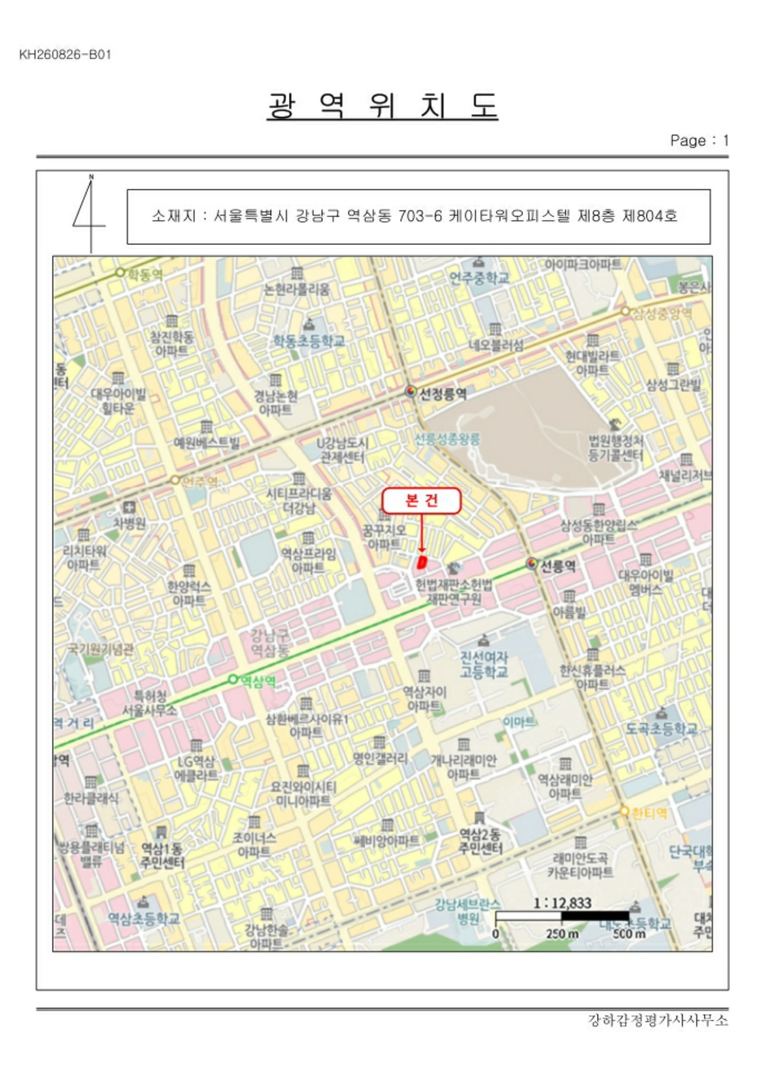 KH260826-B01
광 역 위 치 도
Page : 1
N
소재지 : 서울특별시 강남구 역삼동 703-6 케이타워오피스텔 제8층 제804호
학동역
논현라폴리움
언주중학교
아이파크아파트
봉은사
삼성중앙역
참진학동
아파트
학동초등학교
네오블러섬
현대빌라트
아파트
대우아이빌
힐타운
경남논현
아파트
선정릉역
삼성그란빌
예원베스트빌
U강남도시
관제센터
선릉성종왕릉
법원행정처
등기콜센터
언주역
시티프라디움
더강남
본 건
채널리저브
차병원
꿈꾸지오
아파트
삼성동한양립스
아파트
리치타워
아파트
역삼프라임
아파트
한양럭스
아파트
헌법재판소헌법
재판연구원
선릉역
대우아이빌
멤버스
아름빌
강남구
역삼동
국기원기념관
진선여자
고등학교
한신휴플러스
아파트
역삼역
특허청
서울사무소
역삼자이
아파트
삼환베르사이유1
아파트
이마트
도곡초등학교
역거리
LG역삼
에클라트
명인갤러리
개나리래미안
아파트
역삼래미안
아파트
한라클래식
요진와이시티
미니아파트
한티역
쌍용플래티넘
밸류
역삼1동
주민센터
조이너스
아파트
쎄비앙아파트
역삼2동
주민센터
래미안도곡
카운티아파트
단국대
부속
역삼초등학교
강남한솔
아파트
강남세브란스
병원
1:12,833
대도초등학교
0 250 m 500 m
강하감정평가사사무소